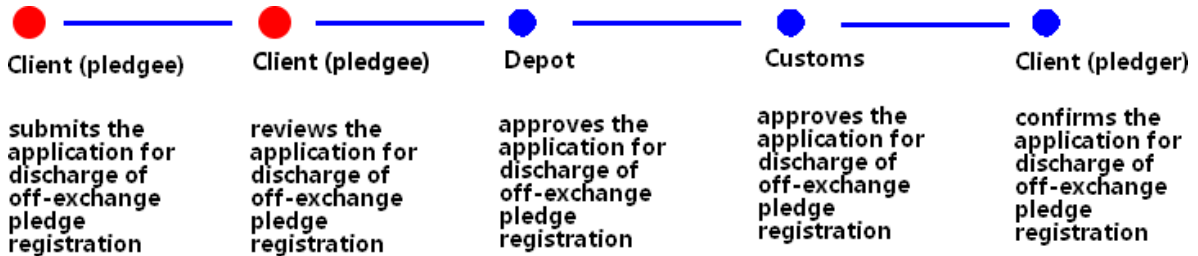 Client (pledgee)
submits the
application for
discharge of
off-exchange
pledge
registration
Client (pledgee)
reviews the
application for
discharge of
off-exchange
pledge
registration
Depot
approves the
application for
discharge of
off-exchange
pledge
registration
Customs
approves the
application for
discharge of
off-exchange
pledge
registration
Client (pledger)
confirms the
application for
discharge of
off-exchange
pledge
registration